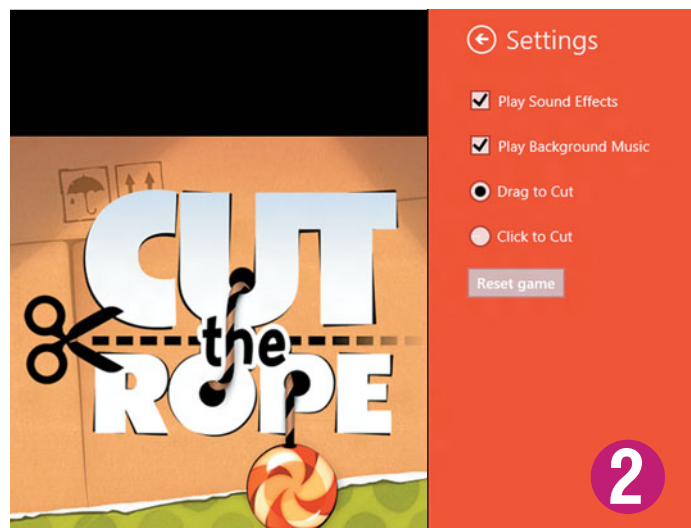 CUT
the
ROPE
Settings
Play Sound Effects
Play Background Music
Drag to Cut
Click to Cut
Reset game
2